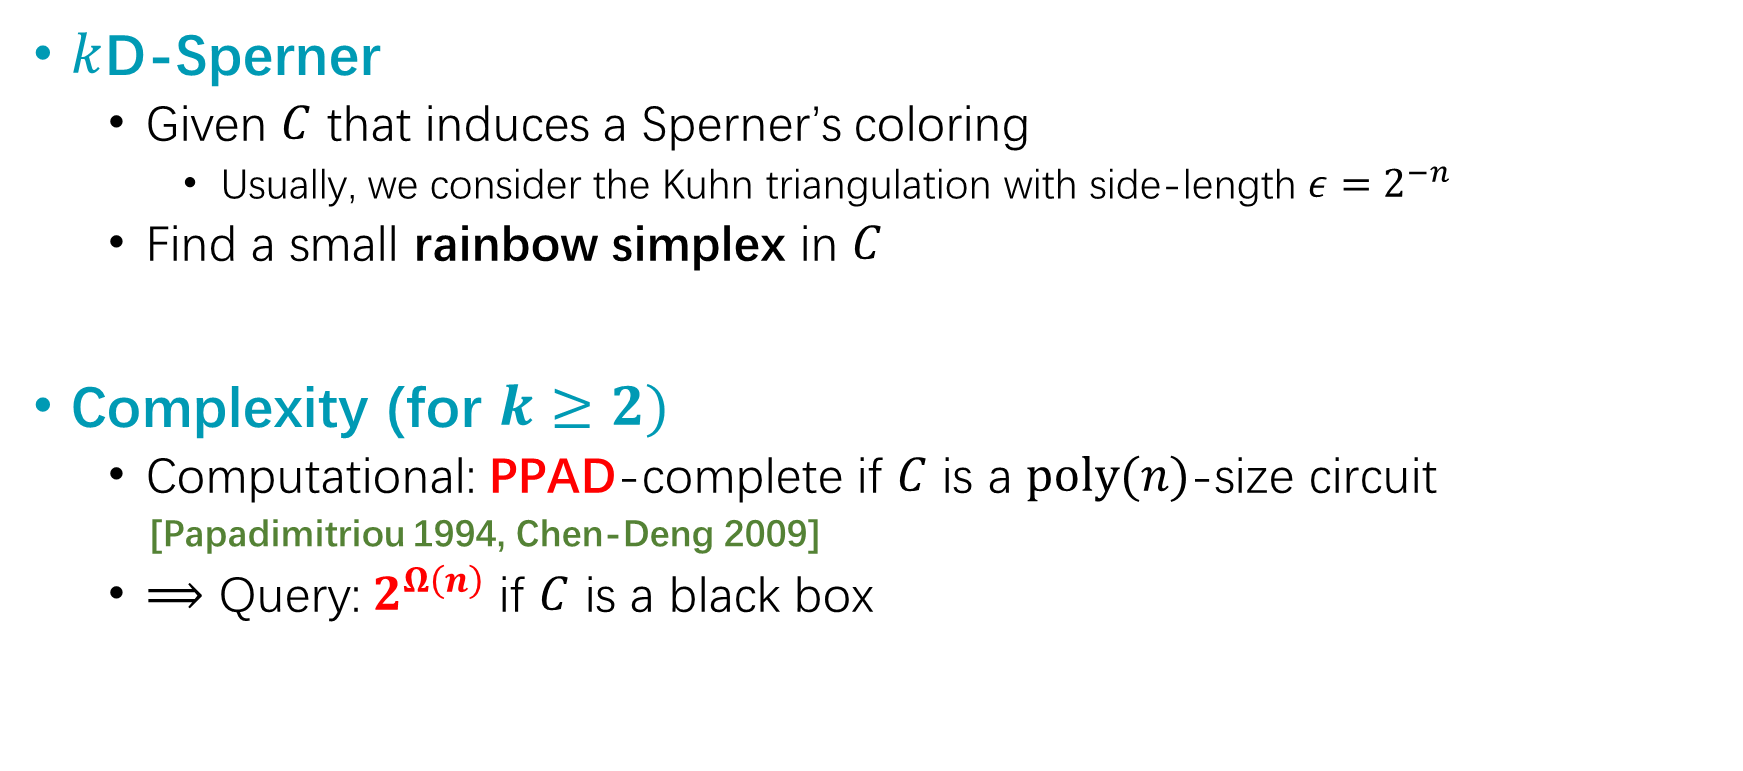 • kD-Sperner
• Given C that induces a Sperner’s coloring
• Usually, we consider the Kuhn triangulation with side-length ϵ = 2⁻ⁿ
• Find a small rainbow simplex in C
• Complexity (for k ≥ 2)
• Computational: PPAD-complete if C is a poly(n)-size circuit
[Papadimitriou 1994, Chen-Deng 2009]
• ⟹ Query: 2^Ω(n) if C is a black box